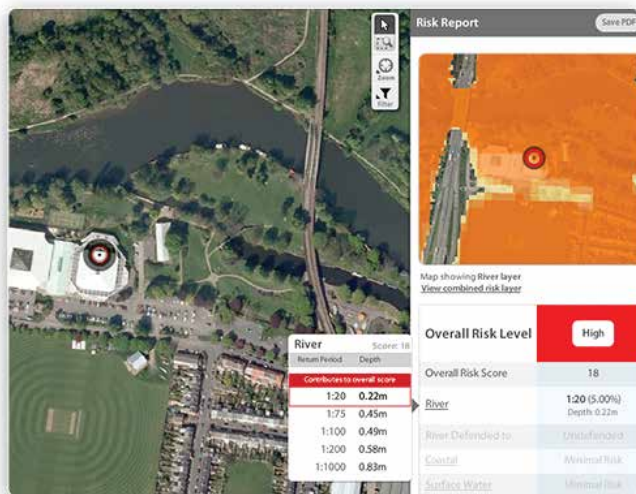 Zoom
Filter
Risk Report
Save PDF
Map showing River layer
View combined risk layer
River
Score: 18
Return Period Depth
Contributes to overall score
1:20 0.22m
1:75 0.45m
1:100 0.49m
1:200 0.58m
1:1000 0.83m
Overall Risk Level High
Overall Risk Score 18
River 1:20 (5.00%)
Depth: 0.22m
River Defended to Undefended
Coastal Minimal Risk
Surface Water Minimal Risk